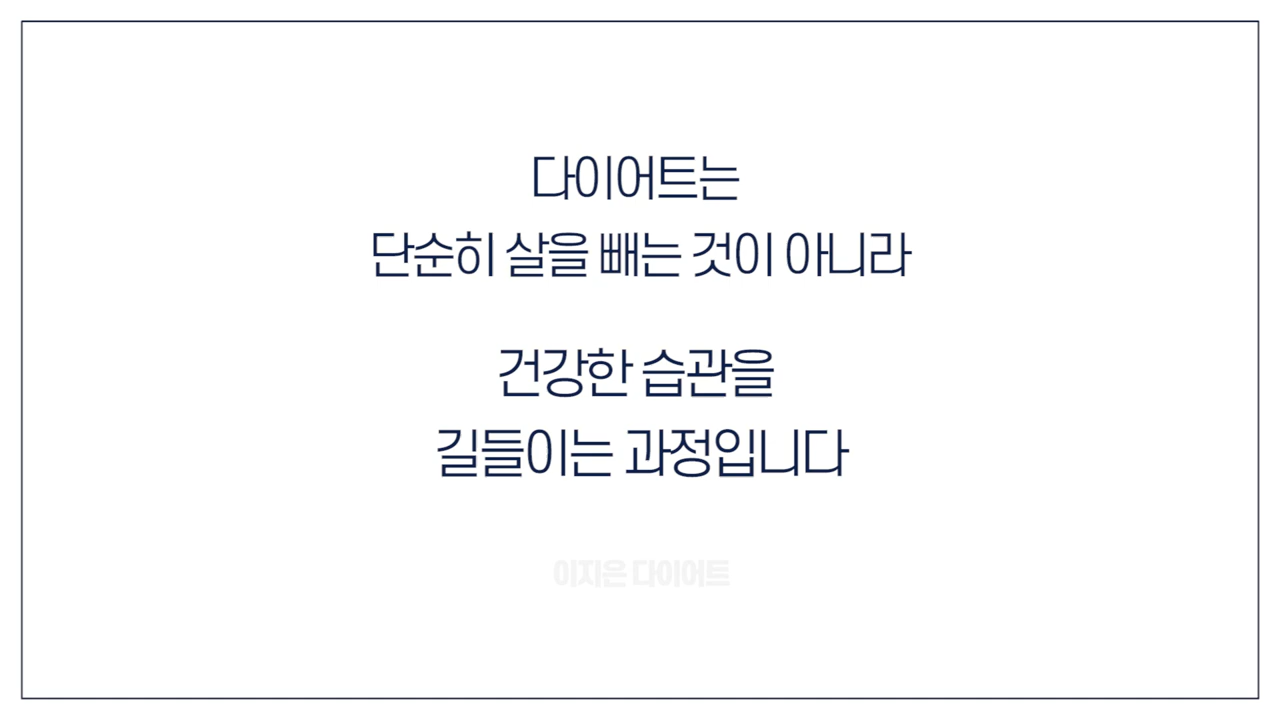 다이어트는
단순히 살을 빼는 것이 아니라
건강한 습관을
길들이는 과정입니다
이지은 다이어트